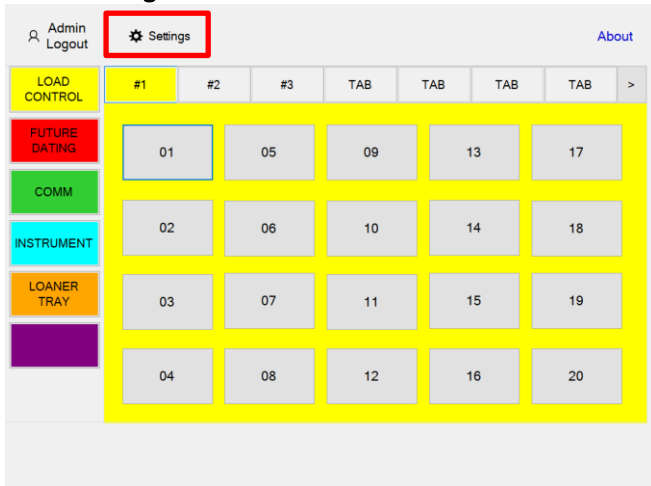 Admin
Logout
Settings
About
LOAD
CONTROL
#1 #2 #3 TAB TAB TAB TAB >
FUTURE
DATING
01 05 09 13 17
COMM
INSTRUMENT
02 06 10 14 18
LOANER
TRAY
03 07 11 15 19
04 08 12 16 20